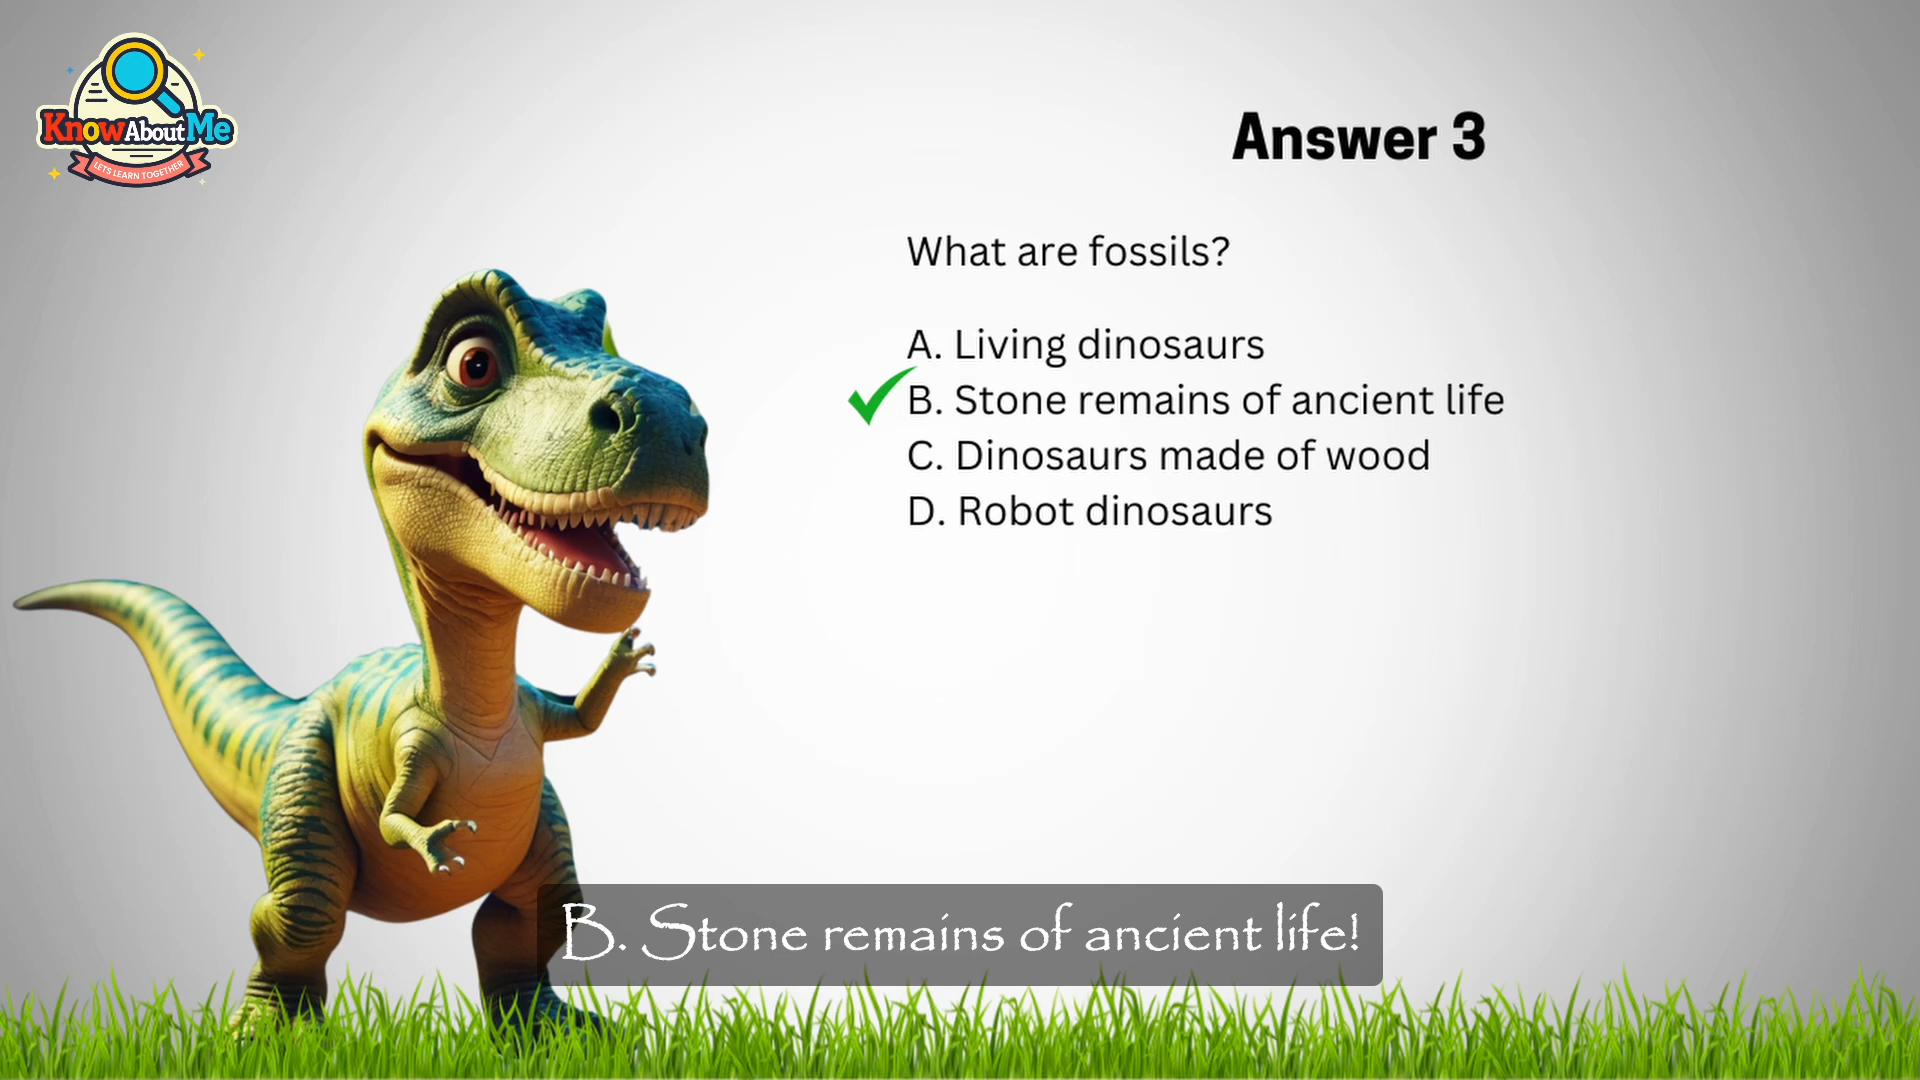 KnowAboutMe
LETS LEARN TOGETHER
Answer 3
What are fossils?
A. Living dinosaurs
B. Stone remains of ancient life
C. Dinosaurs made of wood
D. Robot dinosaurs
B. Stone remains of ancient life!